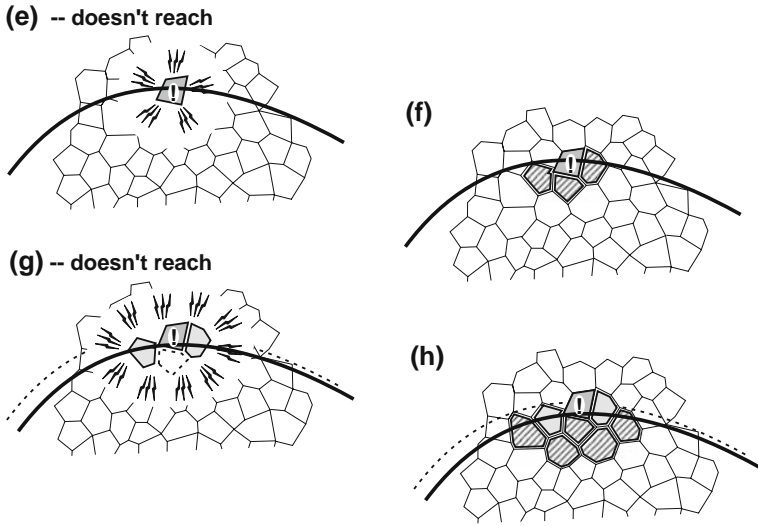 (e) -- doesn't reach
!
(f)
!
(g) -- doesn't reach
!
(h)
!